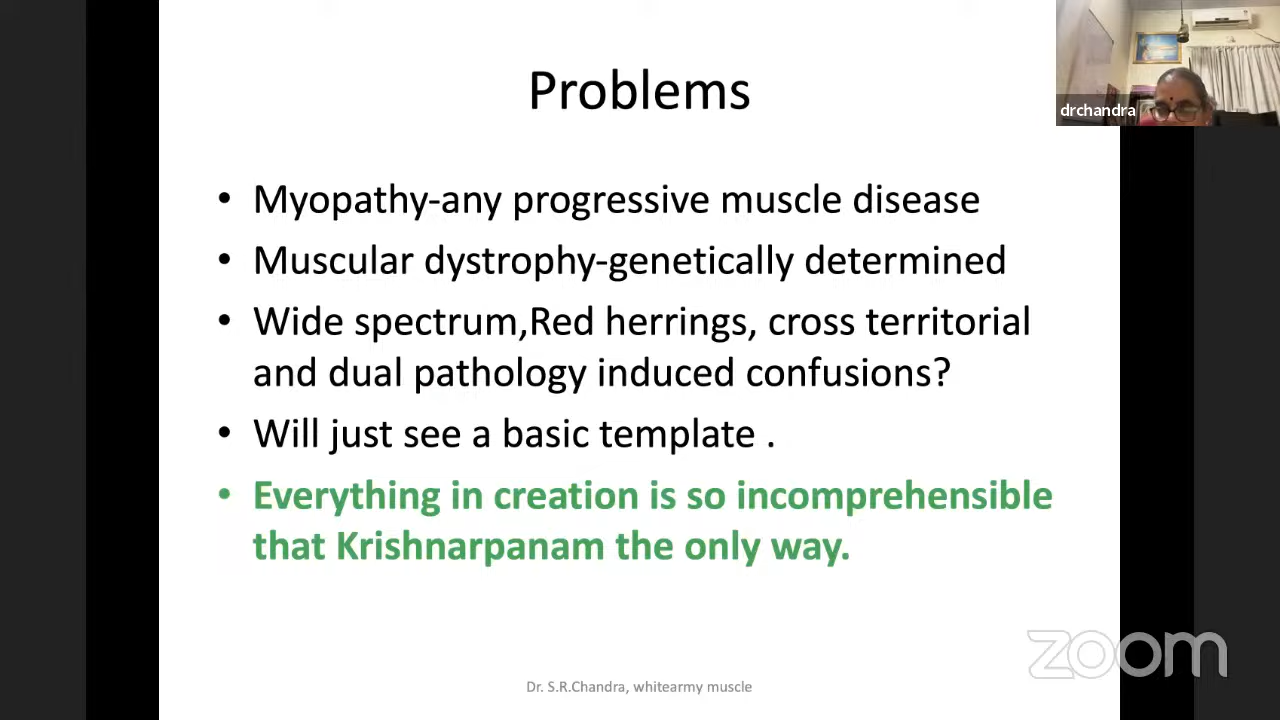 Problems
drchandra
• Myopathy-any progressive muscle disease
• Muscular dystrophy-genetically determined
• Wide spectrum,Red herrings, cross territorial
and dual pathology induced confusions?
• Will just see a basic template .
• Everything in creation is so incomprehensible
that Krishnarpanam the only way.
zoom
Dr. S.R.Chandra, whitearmy muscle